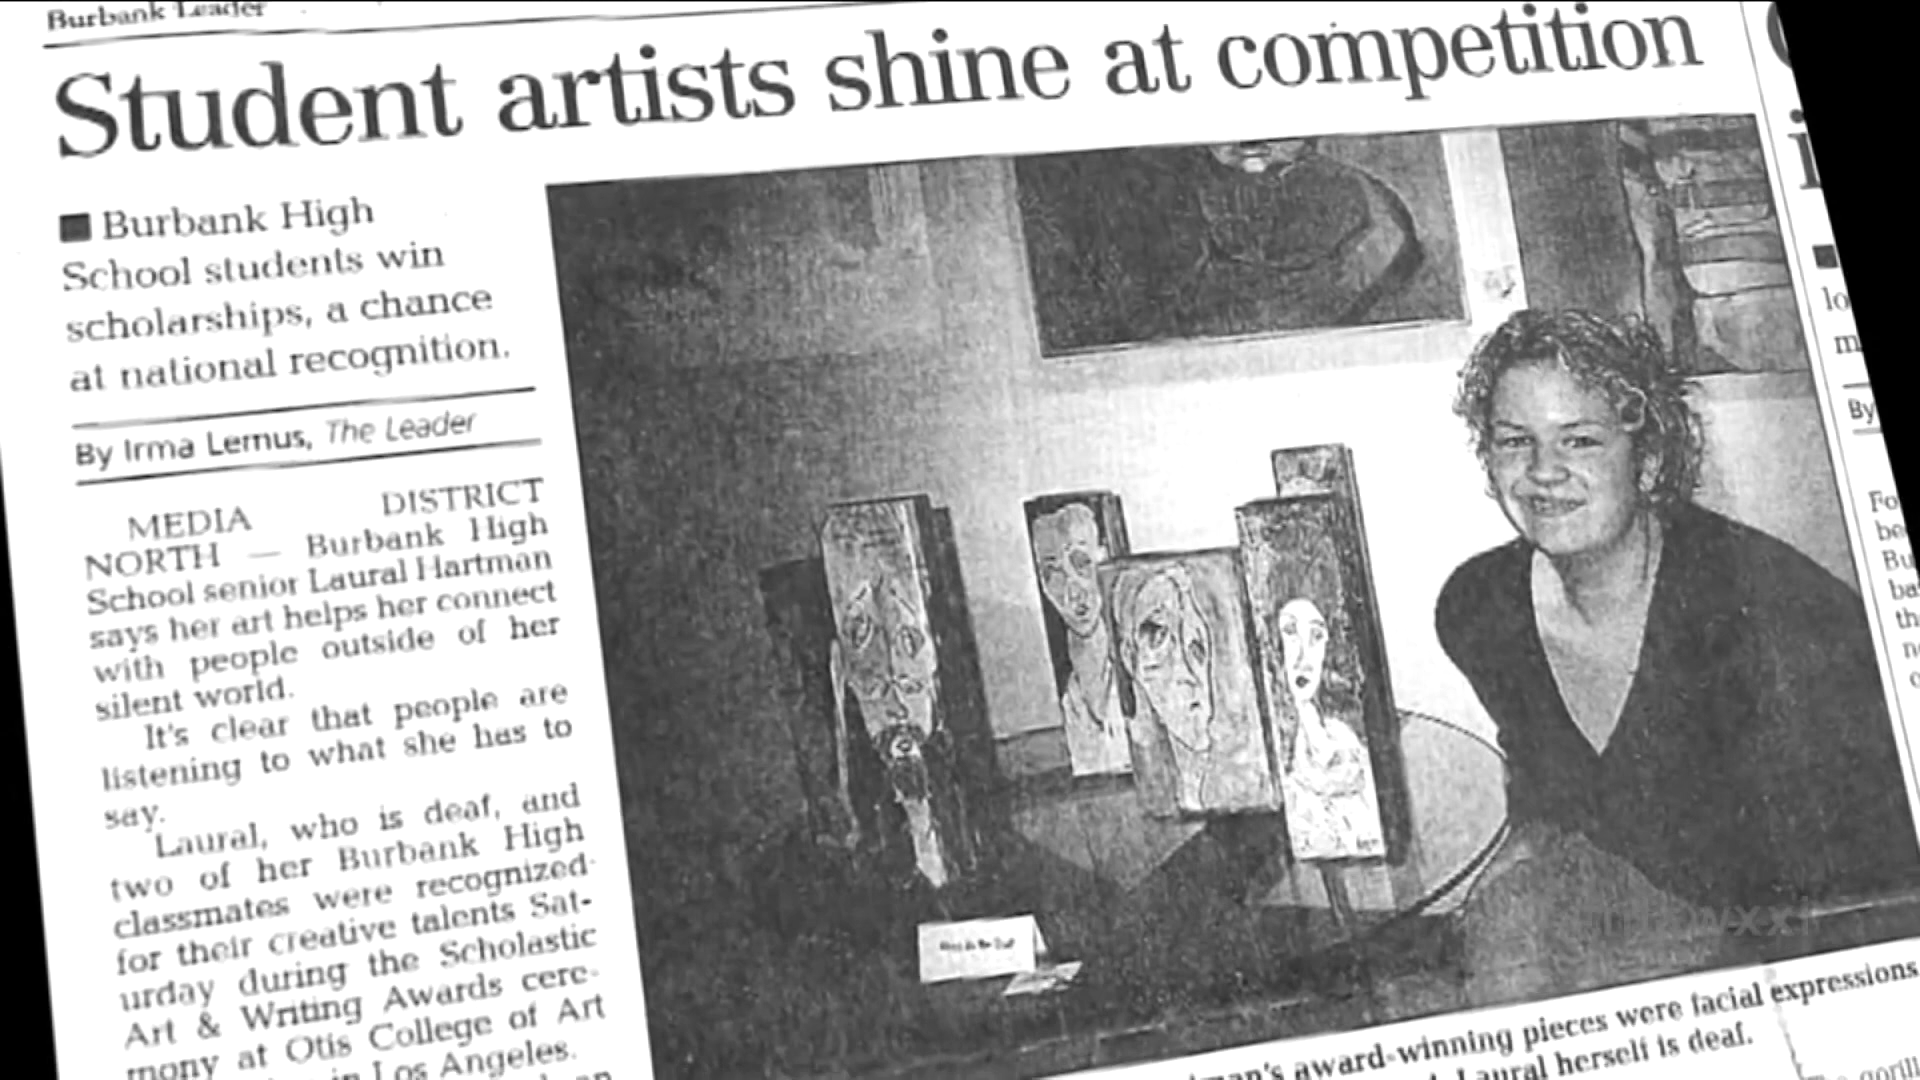 Burbank Leader
Student artists shine at competition
■ Burbank High
School students win
scholarships, a chance
at national recognition.
By Irma Lemus, The Leader
MEDIA DISTRICT
NORTH — Burbank High
School senior Laural Hartman
says her art helps her connect
with people outside of her
silent world.
It's clear that people are
listening to what she has to
say.
Laural, who is deaf, and
two of her Burbank High
classmates were recognized
for their creative talents Sat-
urday during the Scholastic
Art & Writing Awards cere-
mony at Otis College of Art
in Los Angeles.
man's award-winning pieces were facial expressions
Laural herself is deaf.
By